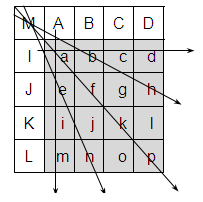 M A B C D
I a b c d
J e f g h
K i j k l
L m n o p